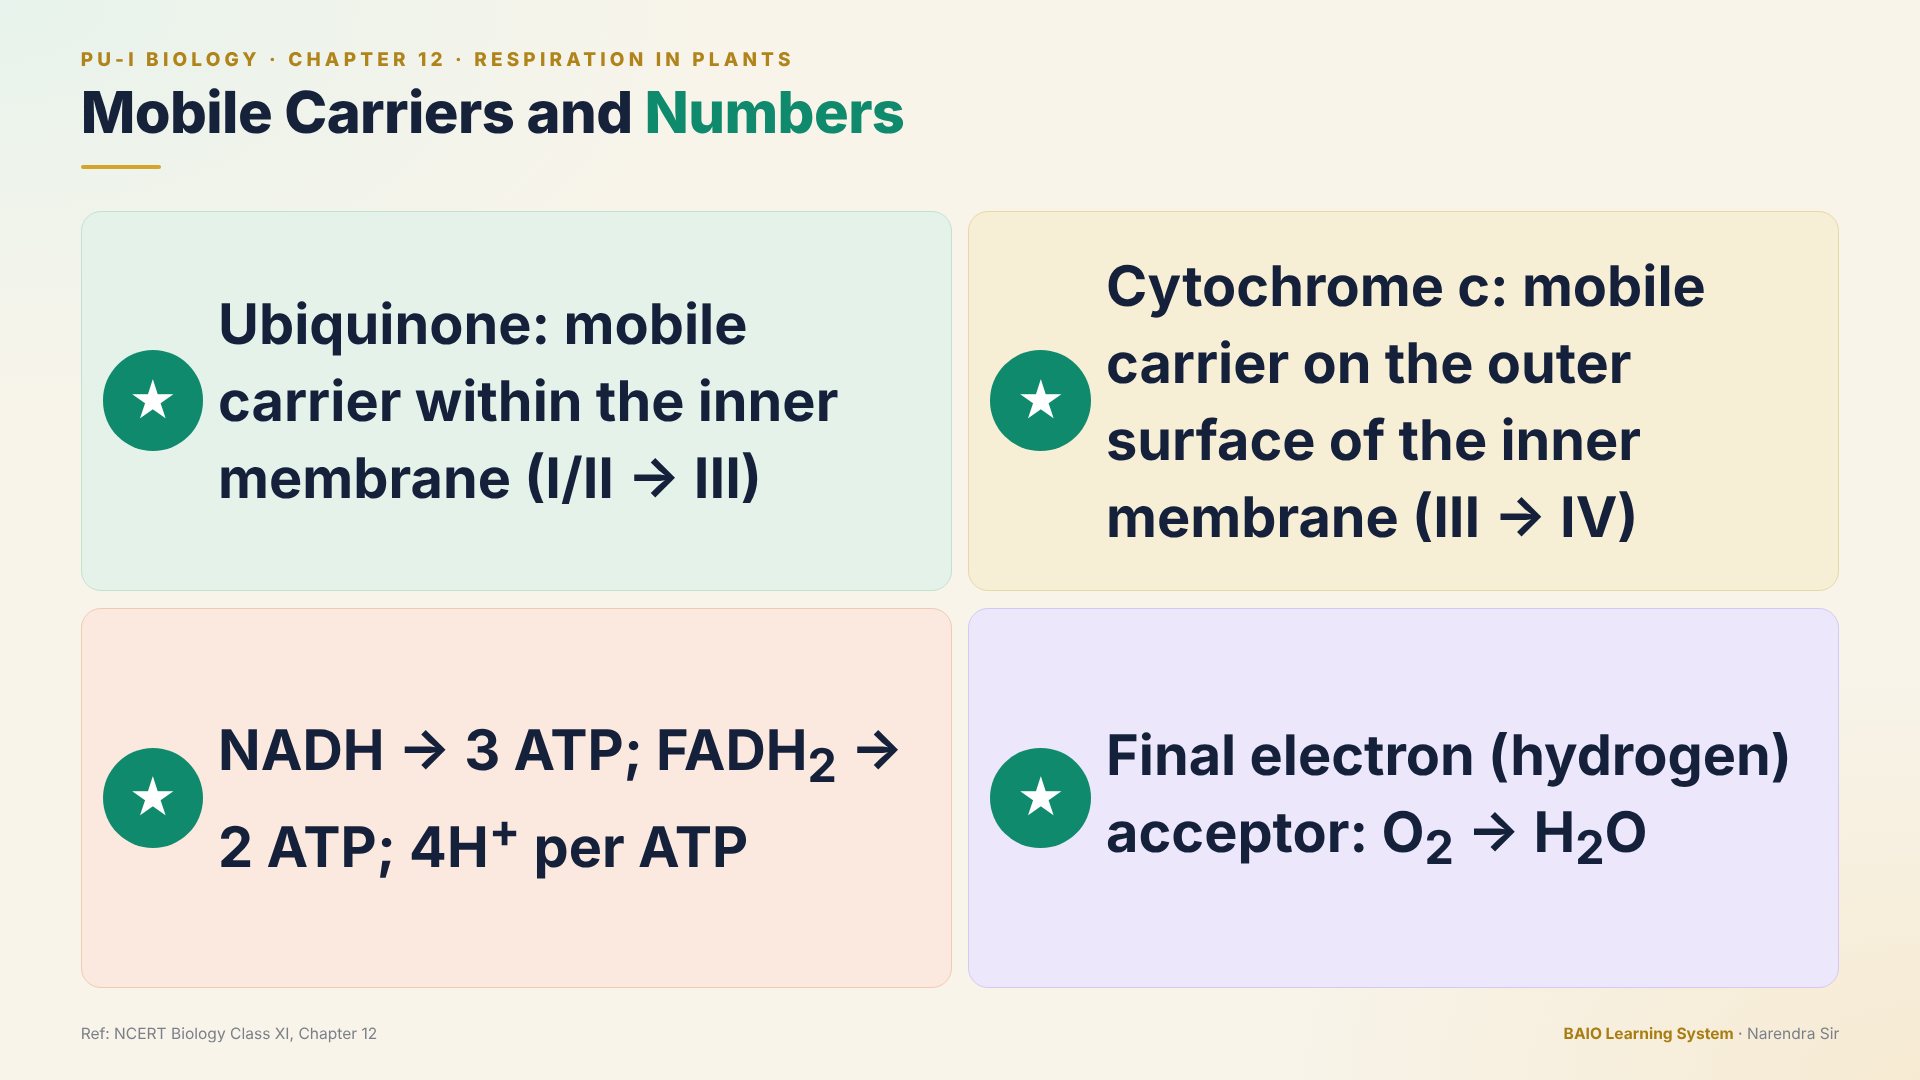 PU-I BIOLOGY · CHAPTER 12 · RESPIRATION IN PLANTS
Mobile Carriers and Numbers
★ Ubiquinone: mobile
carrier within the inner
membrane (I/II → III)
★ Cytochrome c: mobile
carrier on the outer
surface of the inner
membrane (III → IV)
★ NADH → 3 ATP; FADH₂ →
2 ATP; 4H⁺ per ATP
★ Final electron (hydrogen)
acceptor: O₂ → H₂O
Ref: NCERT Biology Class XI, Chapter 12
BAIO Learning System · Narendra Sir